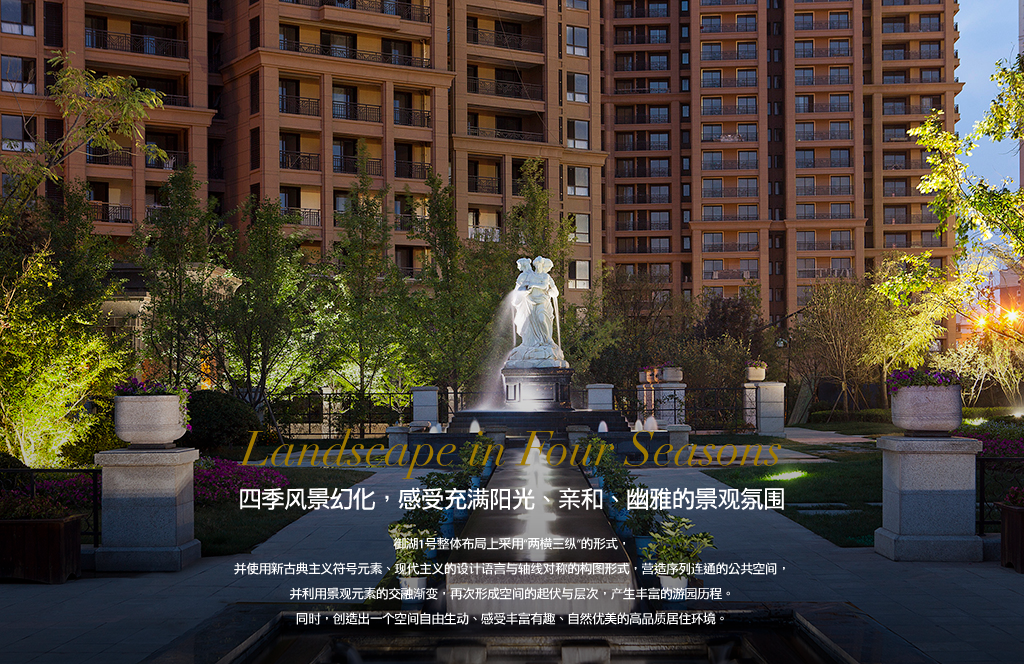 Landscape in Four Seasons
四季风景幻化，感受充满阳光、亲和、幽雅的景观氛围
御湖1号整体布局上采用“两横三纵”的形式，
并使用新古典主义符号元素、现代主义的设计语言与轴线对称的构图形式，营造序列连通的公共空间，
并利用景观元素的交融渐变，再次形成空间的起伏与层次，产生丰富的游园历程。
同时，创造出一个空间自由生动、感受丰富有趣、自然优美的高品质居住环境。